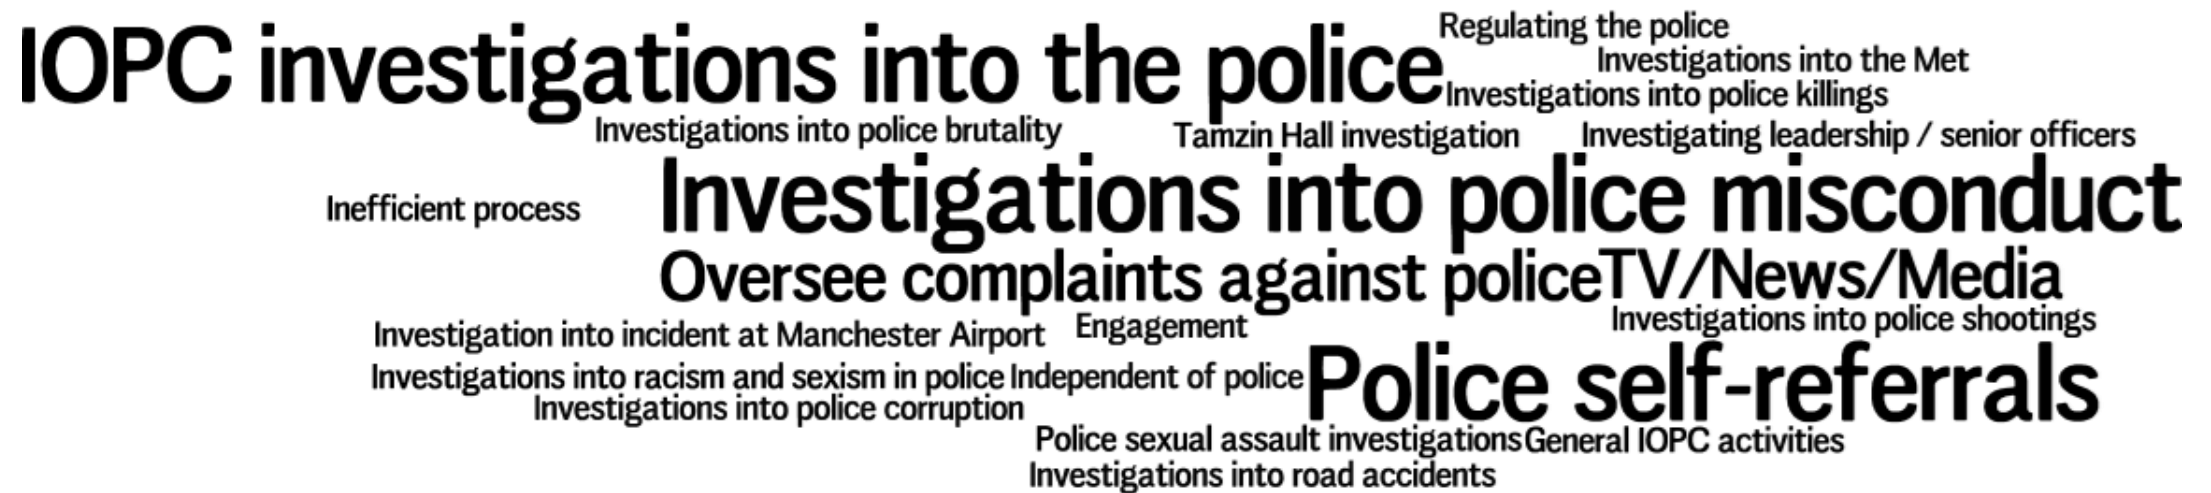 IOPC investigations into the police
Regulating the police
Investigations into the Met
Investigations into police killings
Investigations into police brutality
Tamzin Hall investigation
Investigating leadership / senior officers
Inefficient process
Investigations into police misconduct
Oversee complaints against police
TV/News/Media
Investigation into incident at Manchester Airport
Engagement
Investigations into police shootings
Investigations into racism and sexism in police
Independent of police
Police self-referrals
Investigations into police corruption
Police sexual assault investigations
General IOPC activities
Investigations into road accidents